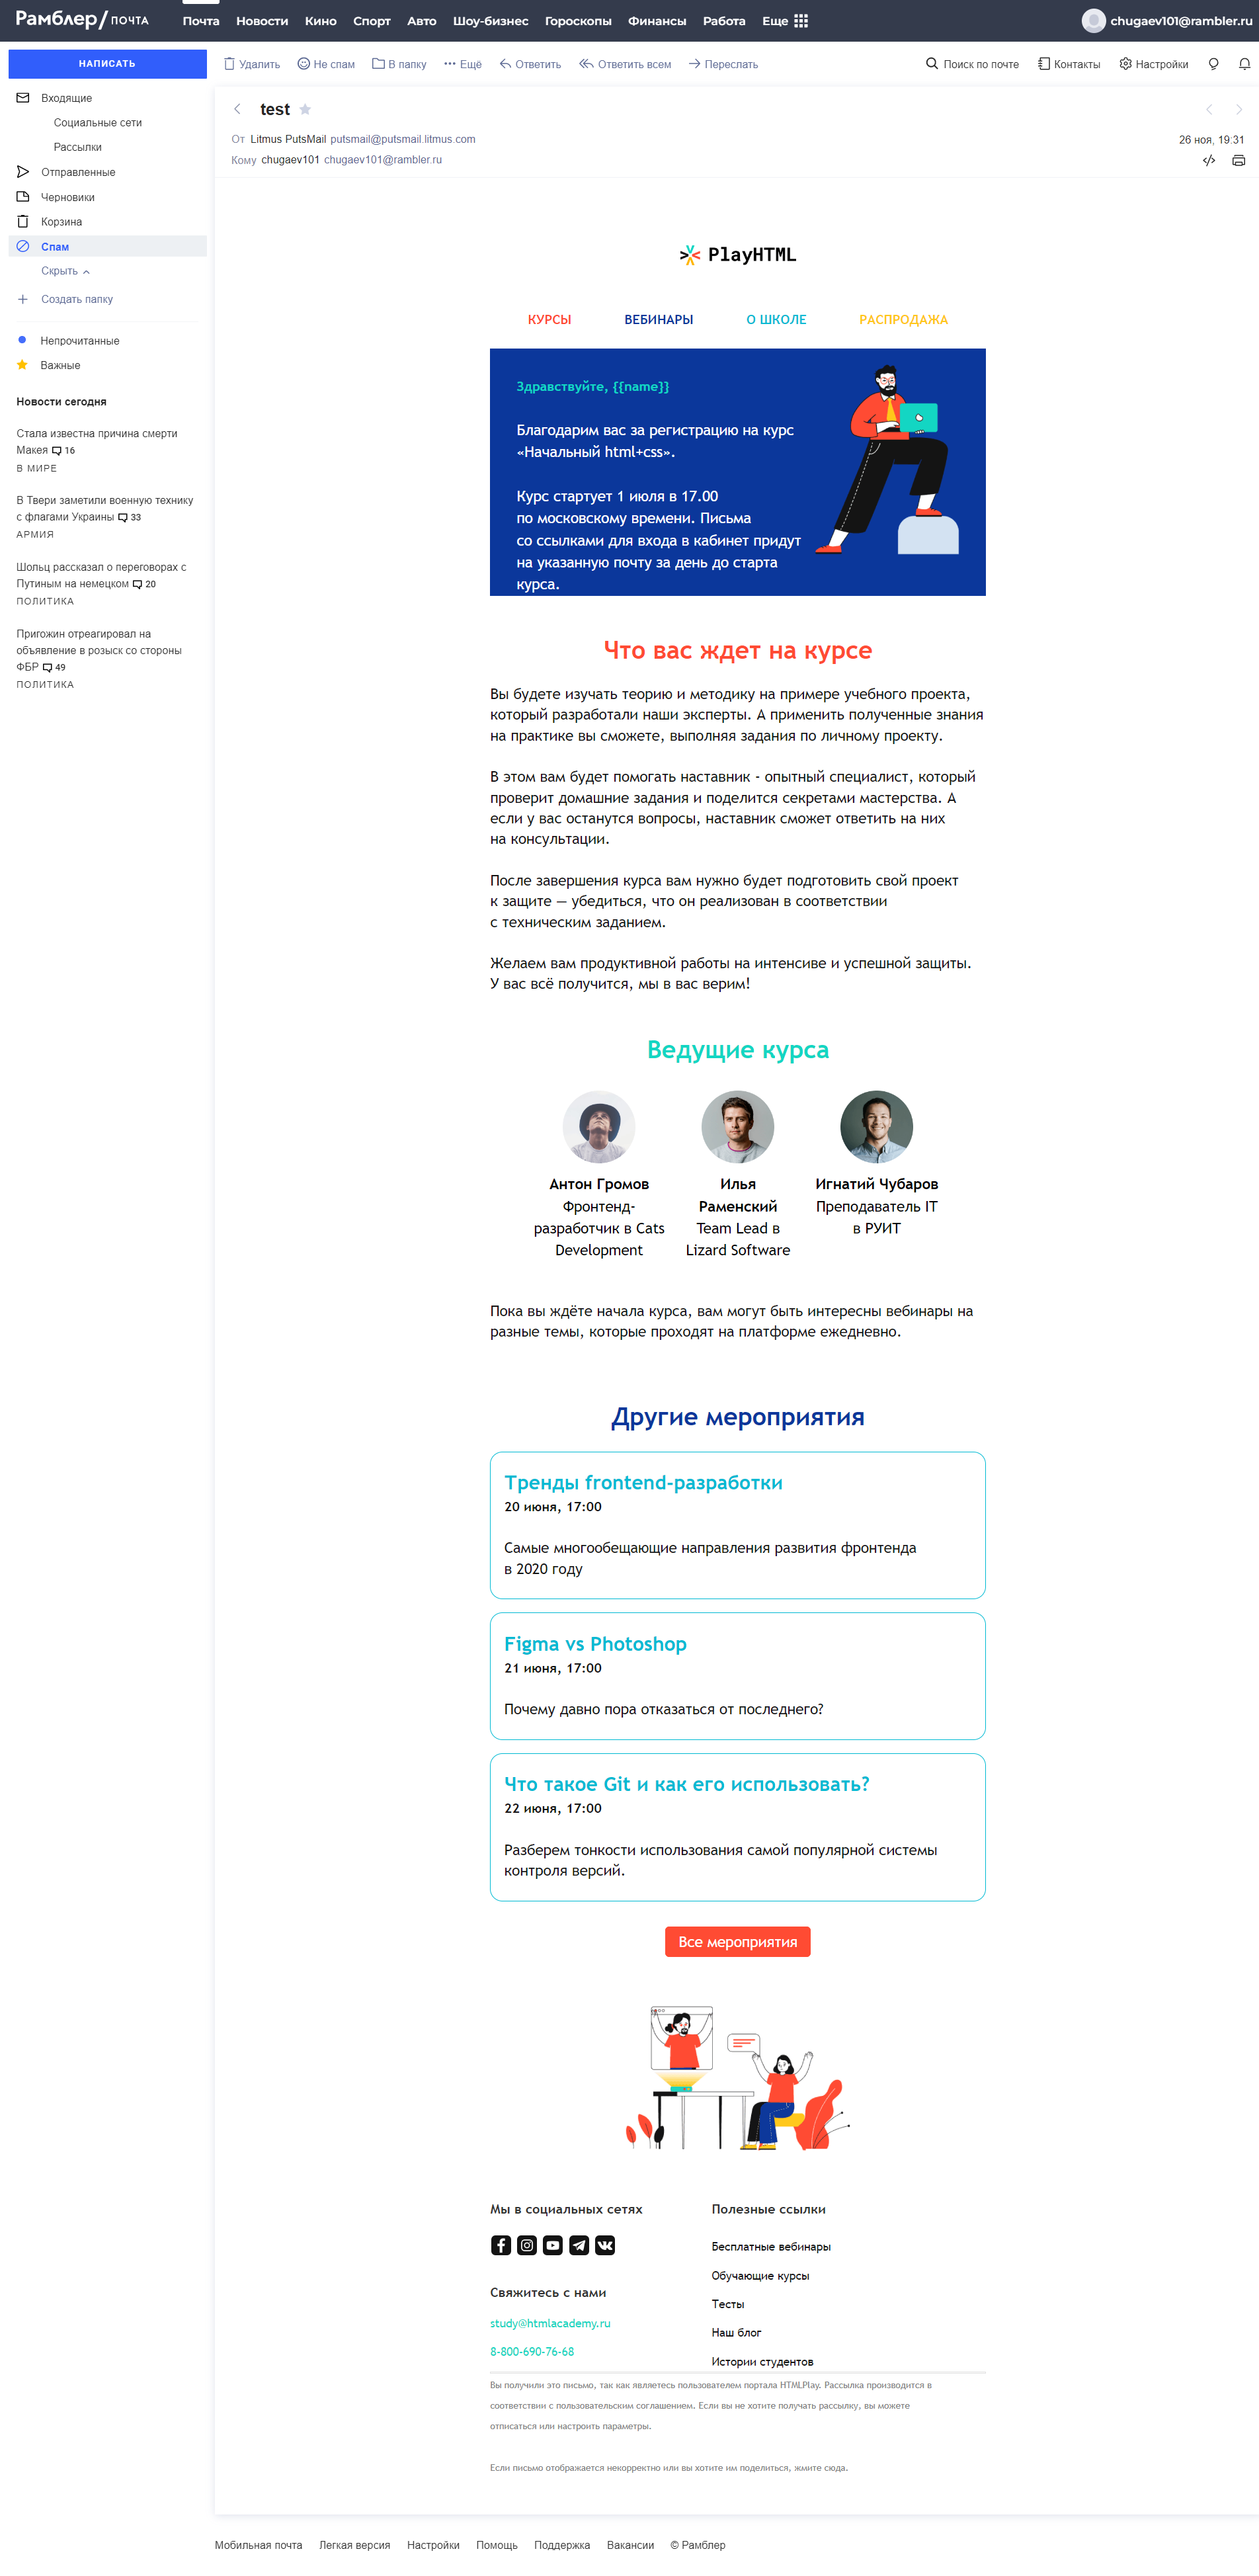 Рамблер/ ПОЧТА
Почта Новости Кино Спорт Авто Шоу-бизнес Гороскопы Финансы Работа Еще
chugaev101@rambler.ru
НАПИСАТЬ
Удалить Не спам В папку Ещё Ответить Ответить всем Переслать
Поиск по почте Контакты Настройки
Входящие
Социальные сети
Рассылки
Отправленные
Черновики
Корзина
Спам
Скрыть
Создать папку
Непрочитанные
Важные
Новости сегодня
Стала известна причина смерти
Макея 16
В МИРЕ
В Твери заметили военную технику
с флагами Украины 33
АРМИЯ
Шольц рассказал о переговорах с
Путиным на немецком 20
ПОЛИТИКА
Пригожин отреагировал на
объявление в розыск со стороны
ФБР 49
ПОЛИТИКА
test
От Litmus PutsMail putsmail@putsmail.litmus.com
26 ноя, 19:31
Кому chugaev101 chugaev101@rambler.ru
PlayHTML
КУРСЫ ВЕБИНАРЫ О ШКОЛЕ РАСПРОДАЖА
Здравствуйте, {{name}}
Благодарим вас за регистрацию на курс
«Начальный html+css».
Курс стартует 1 июля в 17.00
по московскому времени. Письма
со ссылками для входа в кабинет придут
на указанную почту за день до старта
курса.
Что вас ждет на курсе
Вы будете изучать теорию и методику на примере учебного проекта,
который разработали наши эксперты. А применить полученные знания
на практике вы сможете, выполняя задания по личному проекту.
В этом вам будет помогать наставник - опытный специалист, который
проверит домашние задания и поделится секретами мастерства. А
если у вас останутся вопросы, наставник сможет ответить на них
на консультации.
После завершения курса вам нужно будет подготовить свой проект
к защите — убедиться, что он реализован в соответствии
с техническим заданием.
Желаем вам продуктивной работы на интенсиве и успешной защиты.
У вас всё получится, мы в вас верим!
Ведущие курса
Антон Громов
Фронтенд-
разработчик в Cats
Development
Илья
Раменский
Team Lead в
Lizard Software
Игнатий Чубаров
Преподаватель IT
в РУИТ
Пока вы ждёте начала курса, вам могут быть интересны вебинары на
разные темы, которые проходят на платформе ежедневно.
Другие мероприятия
Тренды frontend-разработки
20 июня, 17:00
Самые многообещающие направления развития фронтенда
в 2020 году
Figma vs Photoshop
21 июня, 17:00
Почему давно пора отказаться от последнего?
Что такое Git и как его использовать?
22 июня, 17:00
Разберем тонкости использования самой популярной системы
контроля версий.
Все мероприятия
Мы в социальных сетях
Свяжитесь с нами
study@htmlacademy.ru
8-800-690-76-68
Полезные ссылки
Бесплатные вебинары
Обучающие курсы
Тесты
Наш блог
Истории студентов
Вы получили это письмо, так как являетесь пользователем портала HTMLPlay. Рассылка производится в
соответствии с пользовательским соглашением. Если вы не хотите получать рассылку, вы можете
отписаться или настроить параметры.
Если письмо отображается некорректно или вы хотите им поделиться, жмите сюда.
Мобильная почта Легкая версия Настройки Помощь Поддержка Вакансии © Рамблер